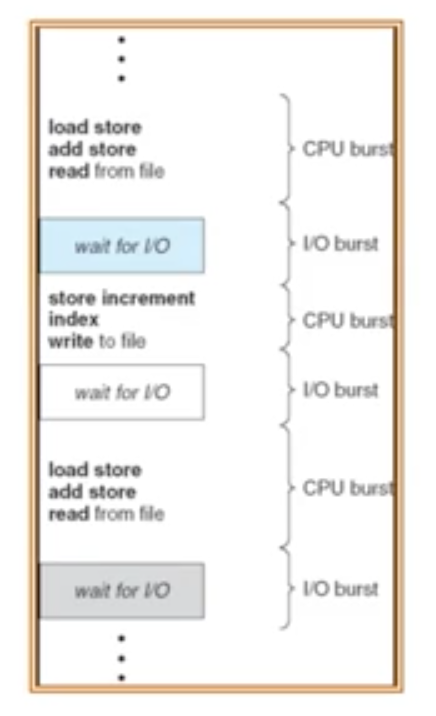 load store
add store
read from file
CPU burst
wait for I/O
I/O burst
store increment
index
write to file
CPU burst
wait for I/O
I/O burst
load store
add store
read from file
CPU burst
wait for I/O
I/O burst